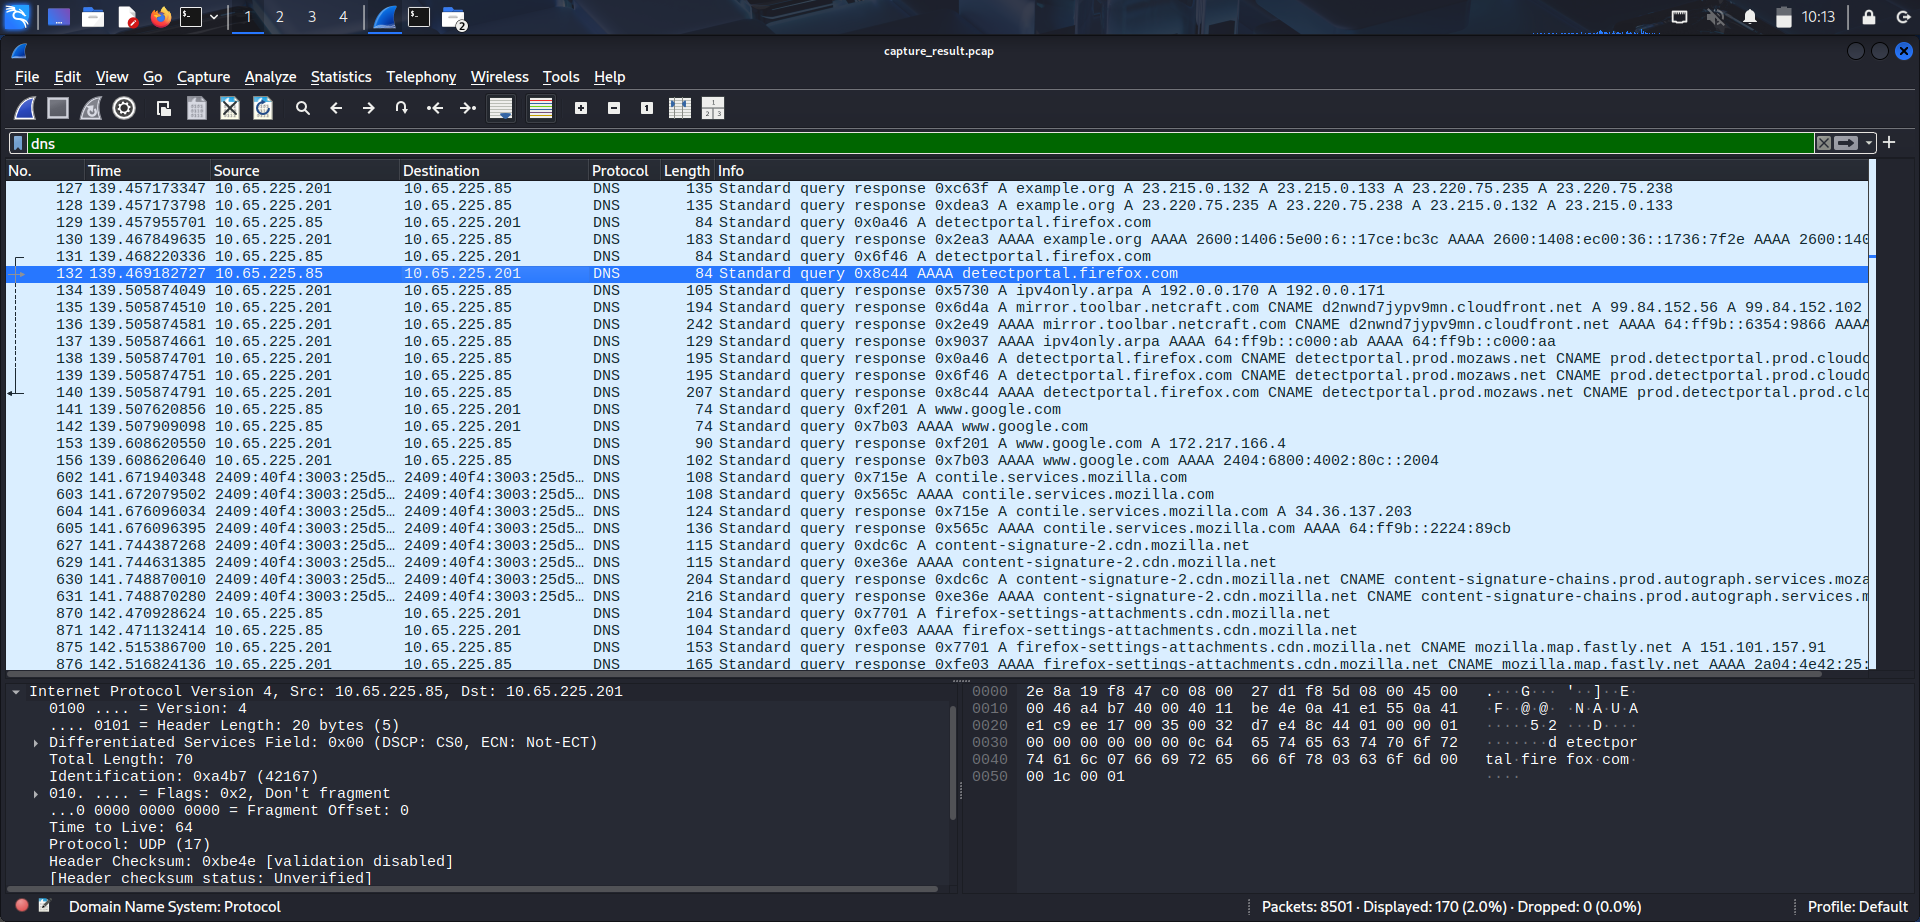 1 2 3 4 2 10:13
capture_result.pcap
File Edit View Go Capture Analyze Statistics Telephony Wireless Tools Help
dns
No. Time Source Destination Protocol Length Info
127 139.457173347 10.65.225.201 10.65.225.85 DNS 135 Standard query response 0xc63f A example.org A 23.215.0.132 A 23.215.0.133 A 23.220.75.235 A 23.220.75.238
128 139.457173798 10.65.225.201 10.65.225.85 DNS 135 Standard query response 0xdea3 A example.org A 23.220.75.235 A 23.220.75.238 A 23.215.0.132 A 23.215.0.133
129 139.457955701 10.65.225.85 10.65.225.201 DNS 84 Standard query 0x0a46 A detectportal.firefox.com
130 139.467849635 10.65.225.201 10.65.225.85 DNS 183 Standard query response 0x2ea3 AAAA example.org AAAA 2600:1406:5e00:6::17ce:bc3c AAAA 2600:1408:ec00:36::1736:7f2e AAAA 2600:140
131 139.468220336 10.65.225.85 10.65.225.201 DNS 84 Standard query 0x6f46 A detectportal.firefox.com
132 139.469182727 10.65.225.85 10.65.225.201 DNS 84 Standard query 0x8c44 AAAA detectportal.firefox.com
134 139.505874049 10.65.225.201 10.65.225.85 DNS 105 Standard query response 0x5730 A ipv4only.arpa A 192.0.0.170 A 192.0.0.171
135 139.505874510 10.65.225.201 10.65.225.85 DNS 194 Standard query response 0x6d4a A mirror.toolbar.netcraft.com CNAME d2nwnd7jypv9mn.cloudfront.net A 99.84.152.56 A 99.84.152.102
136 139.505874581 10.65.225.201 10.65.225.85 DNS 242 Standard query response 0x2e49 AAAA mirror.toolbar.netcraft.com CNAME d2nwnd7jypv9mn.cloudfront.net AAAA 64:ff9b::6354:9866 AAAA
137 139.505874661 10.65.225.201 10.65.225.85 DNS 129 Standard query response 0x9037 AAAA ipv4only.arpa AAAA 64:ff9b::c000:ab AAAA 64:ff9b::c000:aa
138 139.505874701 10.65.225.201 10.65.225.85 DNS 195 Standard query response 0x0a46 A detectportal.firefox.com CNAME detectportal.prod.mozaws.net CNAME prod.detectportal.prod.cloudo
139 139.505874751 10.65.225.201 10.65.225.85 DNS 195 Standard query response 0x6f46 A detectportal.firefox.com CNAME detectportal.prod.mozaws.net CNAME prod.detectportal.prod.cloudo
140 139.505874791 10.65.225.201 10.65.225.85 DNS 207 Standard query response 0x8c44 AAAA detectportal.firefox.com CNAME detectportal.prod.mozaws.net CNAME prod.detectportal.prod.clo
141 139.507620856 10.65.225.85 10.65.225.201 DNS 74 Standard query 0xf201 A www.google.com
142 139.507909098 10.65.225.85 10.65.225.201 DNS 74 Standard query 0x7b03 AAAA www.google.com
153 139.608620550 10.65.225.201 10.65.225.85 DNS 90 Standard query response 0xf201 A www.google.com A 172.217.166.4
156 139.608620640 10.65.225.201 10.65.225.85 DNS 102 Standard query response 0x7b03 AAAA www.google.com AAAA 2404:6800:4002:80c::2004
602 141.671940348 2409:40f4:3003:25d5… 2409:40f4:3003:25d5… DNS 108 Standard query 0x715e A contile.services.mozilla.com
603 141.672079502 2409:40f4:3003:25d5… 2409:40f4:3003:25d5… DNS 108 Standard query 0x565c AAAA contile.services.mozilla.com
604 141.676096034 2409:40f4:3003:25d5… 2409:40f4:3003:25d5… DNS 124 Standard query response 0x715e A contile.services.mozilla.com A 34.36.137.203
605 141.676096395 2409:40f4:3003:25d5… 2409:40f4:3003:25d5… DNS 136 Standard query response 0x565c AAAA contile.services.mozilla.com AAAA 64:ff9b::2224:89cb
627 141.744387268 2409:40f4:3003:25d5… 2409:40f4:3003:25d5… DNS 115 Standard query 0xdc6c A content-signature-2.cdn.mozilla.net
629 141.744631385 2409:40f4:3003:25d5… 2409:40f4:3003:25d5… DNS 115 Standard query 0xe36e AAAA content-signature-2.cdn.mozilla.net
630 141.748870010 2409:40f4:3003:25d5… 2409:40f4:3003:25d5… DNS 204 Standard query response 0xdc6c A content-signature-2.cdn.mozilla.net CNAME content-signature-chains.prod.autograph.services.moza
631 141.748870280 2409:40f4:3003:25d5… 2409:40f4:3003:25d5… DNS 216 Standard query response 0xe36e AAAA content-signature-2.cdn.mozilla.net CNAME content-signature-chains.prod.autograph.services.m
870 142.470928624 10.65.225.85 10.65.225.201 DNS 104 Standard query 0x7701 A firefox-settings-attachments.cdn.mozilla.net
871 142.471132414 10.65.225.85 10.65.225.201 DNS 104 Standard query 0xfe03 AAAA firefox-settings-attachments.cdn.mozilla.net
875 142.515386700 10.65.225.201 10.65.225.85 DNS 153 Standard query response 0x7701 A firefox-settings-attachments.cdn.mozilla.net CNAME mozilla.map.fastly.net A 151.101.157.91
876 142.516824136 10.65.225.201 10.65.225.85 DNS 165 Standard query response 0xfe03 AAAA firefox-settings-attachments.cdn.mozilla.net CNAME mozilla.map.fastly.net AAAA 2a04:4e42:25:
Internet Protocol Version 4, Src: 10.65.225.85, Dst: 10.65.225.201
0100 .... = Version: 4
.... 0101 = Header Length: 20 bytes (5)
Differentiated Services Field: 0x00 (DSCP: CS0, ECN: Not-ECT)
Total Length: 70
Identification: 0xa4b7 (42167)
010. .... = Flags: 0x2, Don't fragment
...0 0000 0000 0000 = Fragment Offset: 0
Time to Live: 64
Protocol: UDP (17)
Header Checksum: 0xbe4e [validation disabled]
[Header checksum status: Unverified]
0000 2e 8a 19 f8 47 c0 08 00 27 d1 f8 5d 08 00 45 00 .···G··· '··]··E·
0010 00 46 a4 b7 40 00 40 11 be 4e 0a 41 e1 55 0a 41 ·F··@·@· ·N·A·U·A
0020 e1 c9 ee 17 00 35 00 32 d7 e4 8c 44 01 00 00 01 ·····5·2 ···D····
0030 00 00 00 00 00 00 0c 64 65 74 65 63 74 70 6f 72 ·······d etectpor
0040 74 61 6c 07 66 69 72 65 66 6f 78 03 63 6f 6d 00 tal·fire fox·com·
0050 00 1c 00 01 ····
Domain Name System: Protocol
Packets: 8501 · Displayed: 170 (2.0%) · Dropped: 0 (0.0%)
Profile: Default